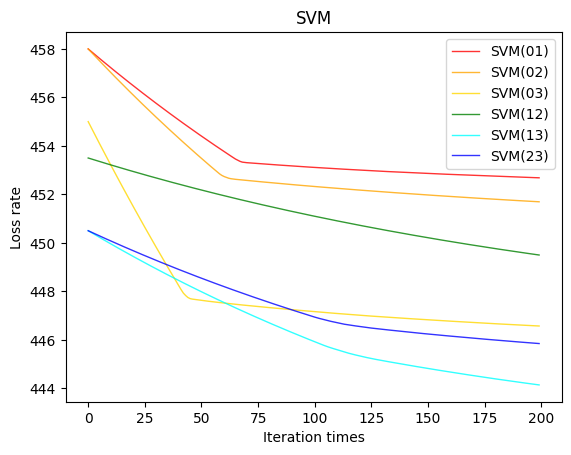 SVM
458
456
454
452
450
448
446
444
Loss rate
0
25
50
75
100
125
150
175
200
Iteration times
SVM(01)
SVM(02)
SVM(03)
SVM(12)
SVM(13)
SVM(23)